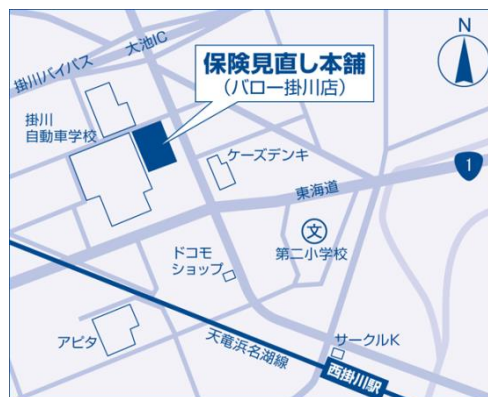 大池IC
掛川バイパス
保険見直し本舗
（バロー掛川店）
N
掛川
自動車学校
ケーズデンキ
東海道
1
文
第二小学校
ドコモ
ショップ
アピタ
天竜浜名湖線
サークルK
西掛川駅